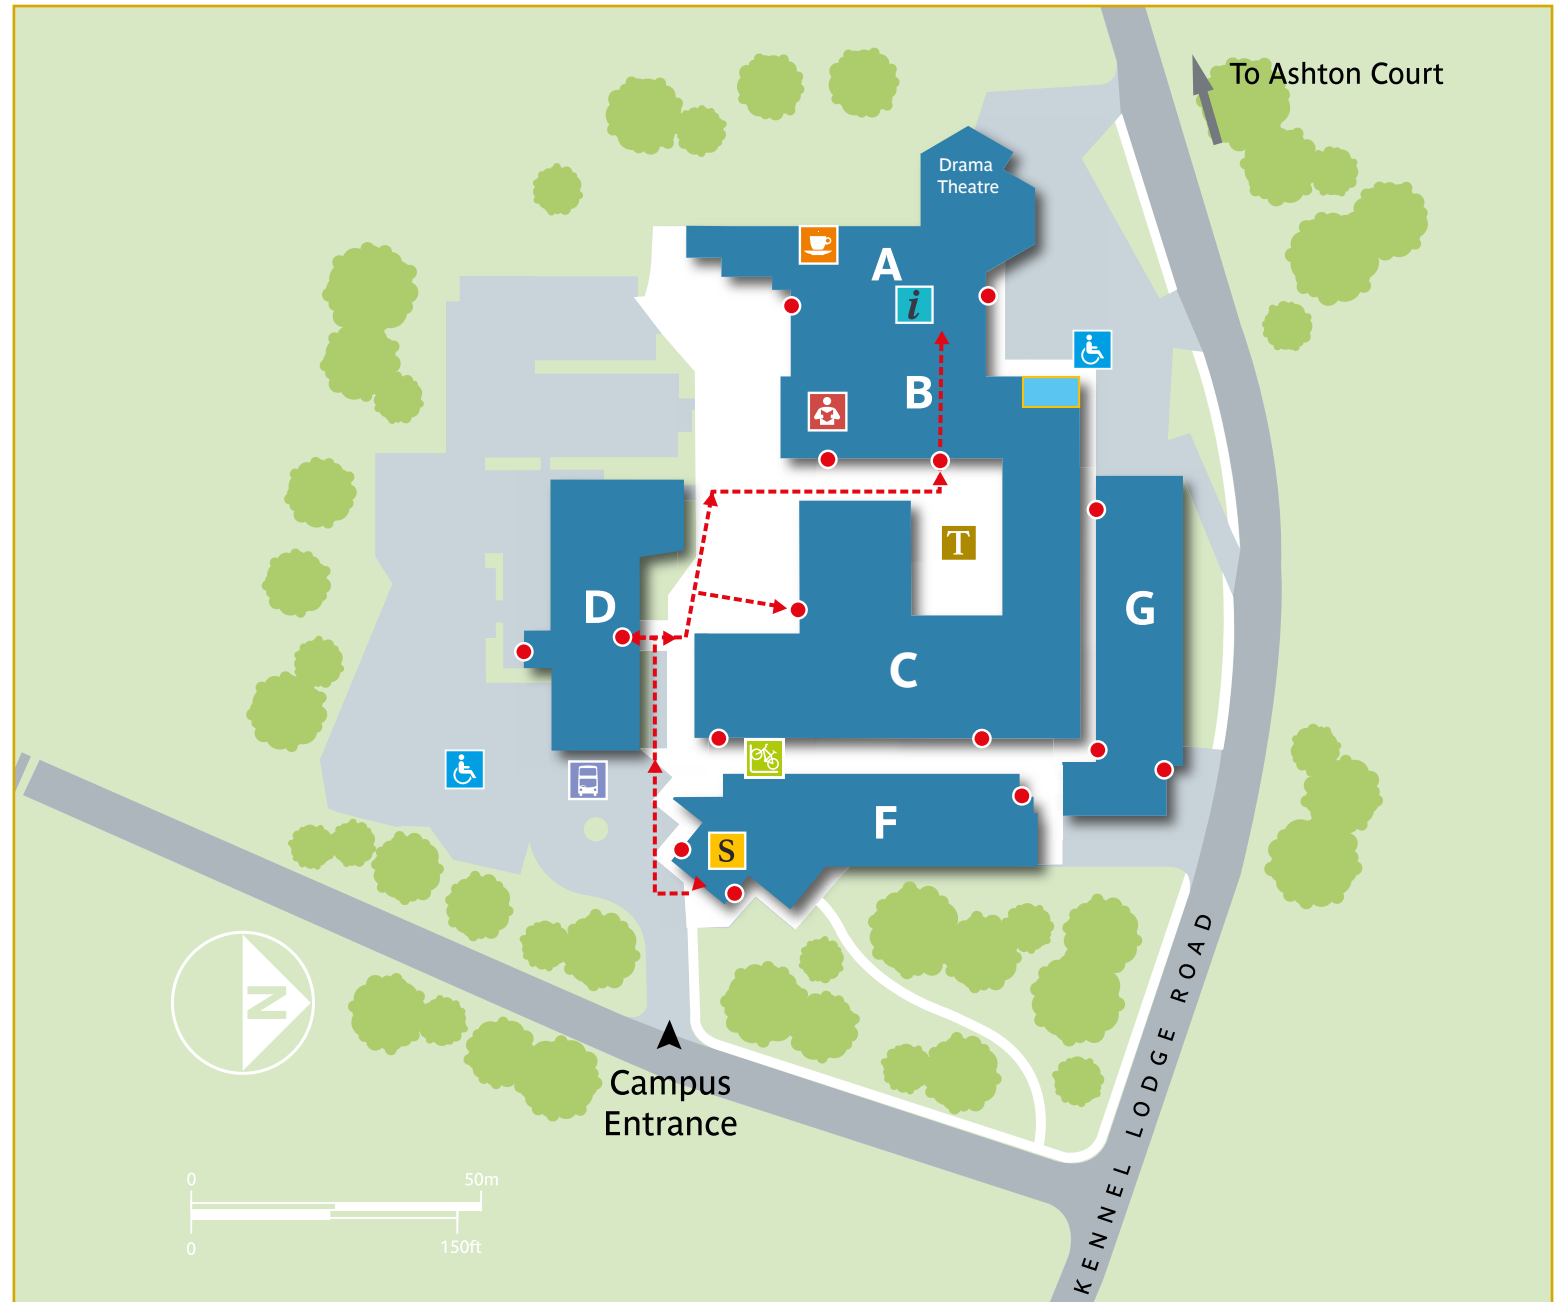 To Ashton Court
Drama
Theatre
A
i
B
T
D
G
C
F
S
N
Campus
Entrance
KENNEL LODGE ROAD
0
50m
0
150ft